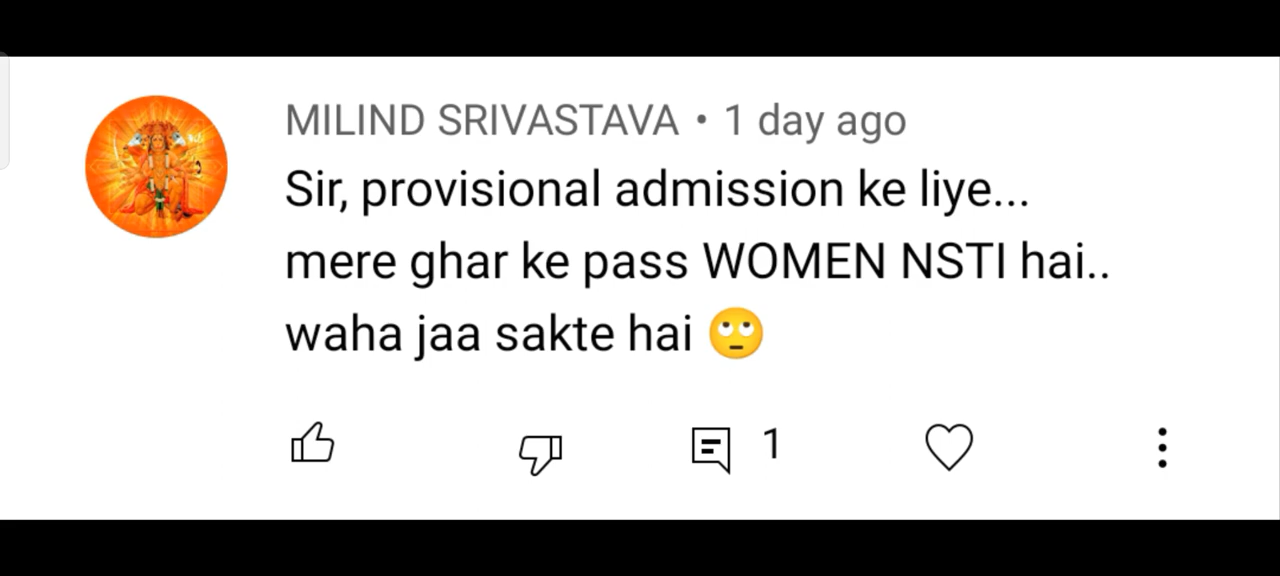 MILIND SRIVASTAVA • 1 day ago
Sir, provisional admission ke liye...
mere ghar ke pass WOMEN NSTI hai..
waha jaa sakte hai 🙄
1